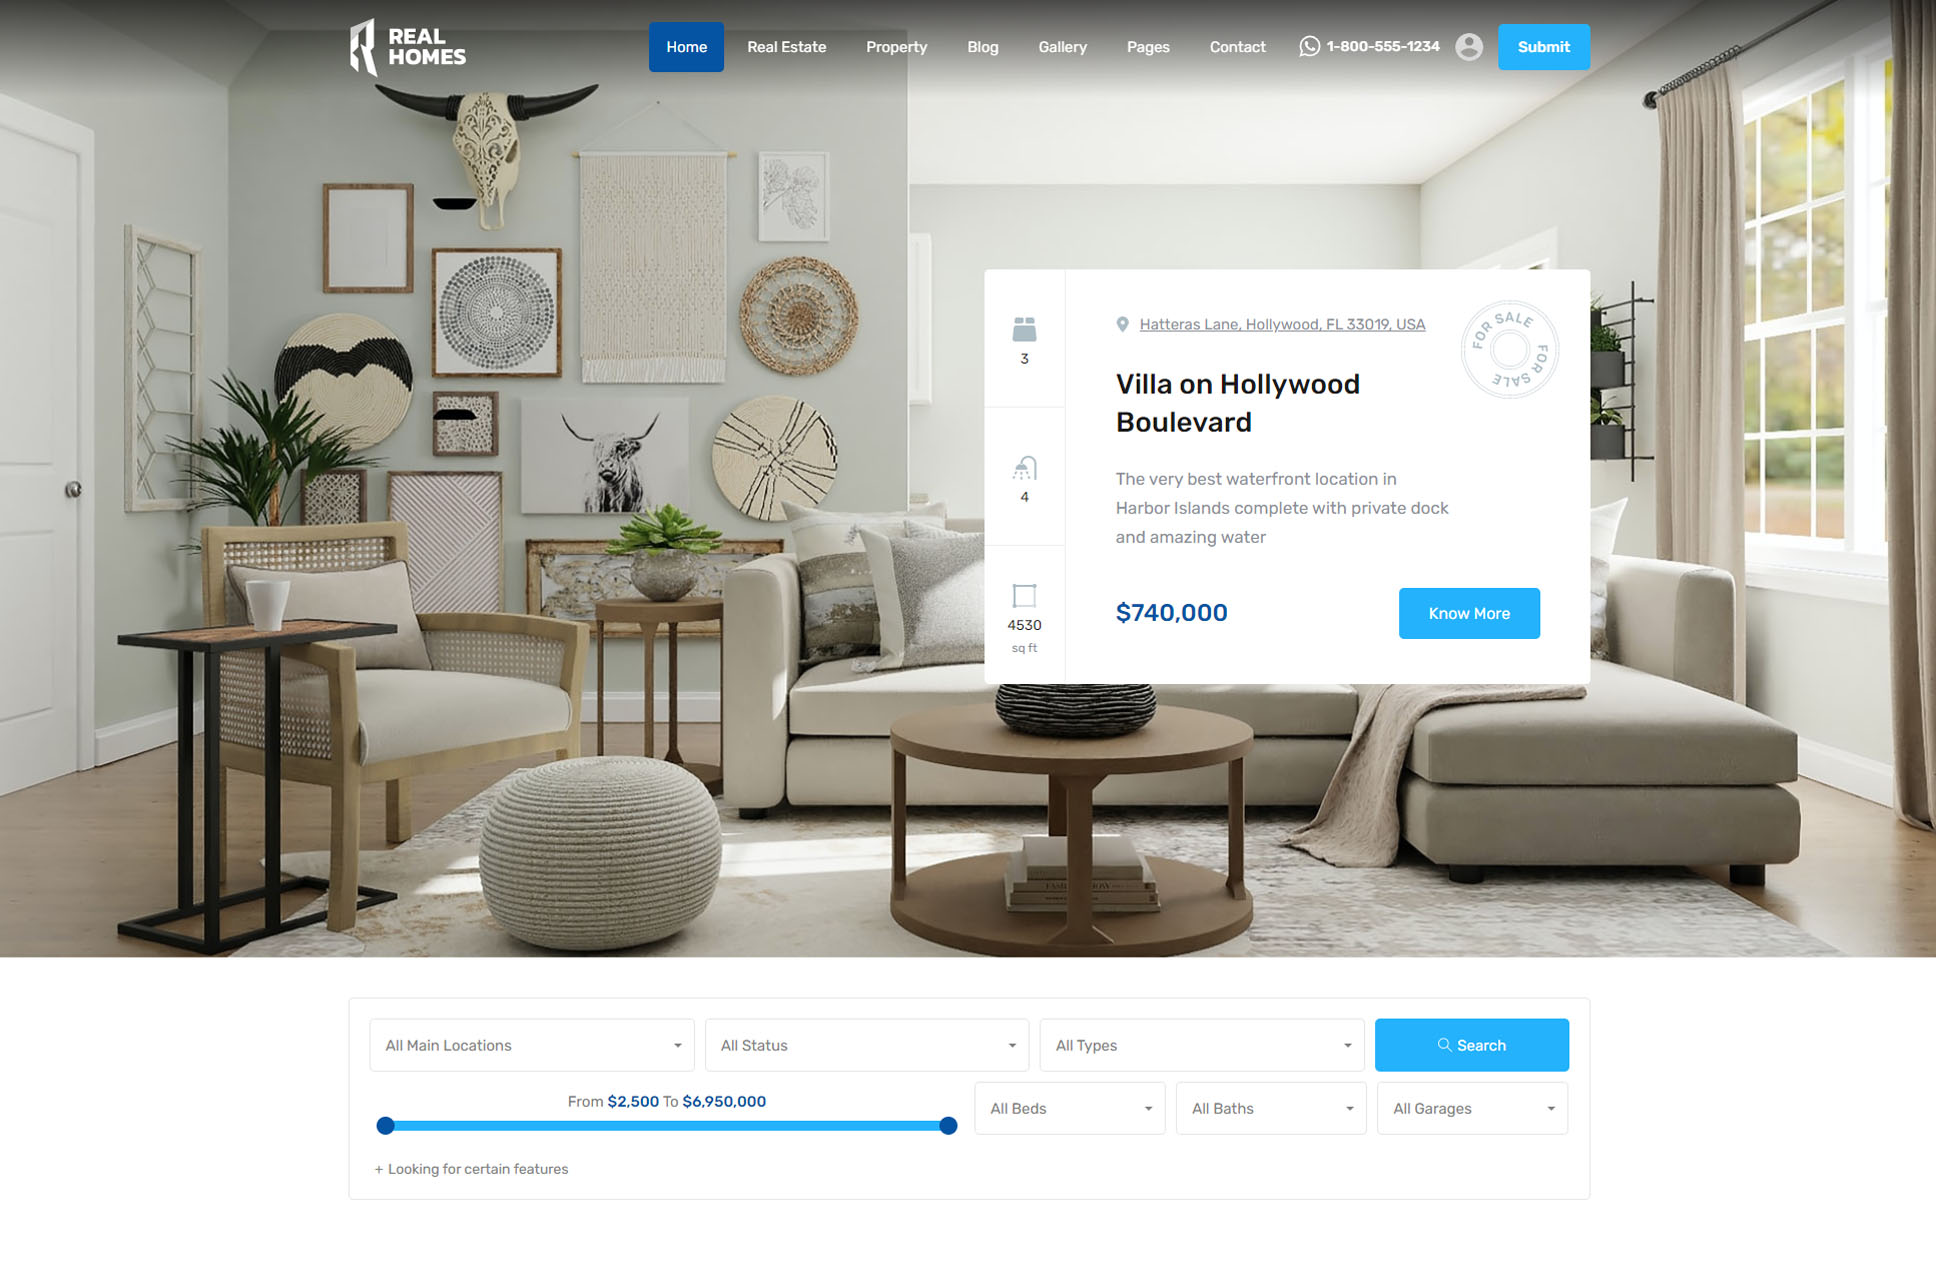 REAL
HOMES
Home Real Estate Property Blog Gallery Pages Contact 1-800-555-1234 Submit
3
4
4530
sq ft
Hatteras Lane, Hollywood, FL 33019, USA
FOR SALE FOR SALE
Villa on Hollywood
Boulevard
The very best waterfront location in
Harbor Islands complete with private dock
and amazing water
$740,000
Know More
All Main Locations
All Status
All Types
Search
From $2,500 To $6,950,000
All Beds
All Baths
All Garages
+ Looking for certain features